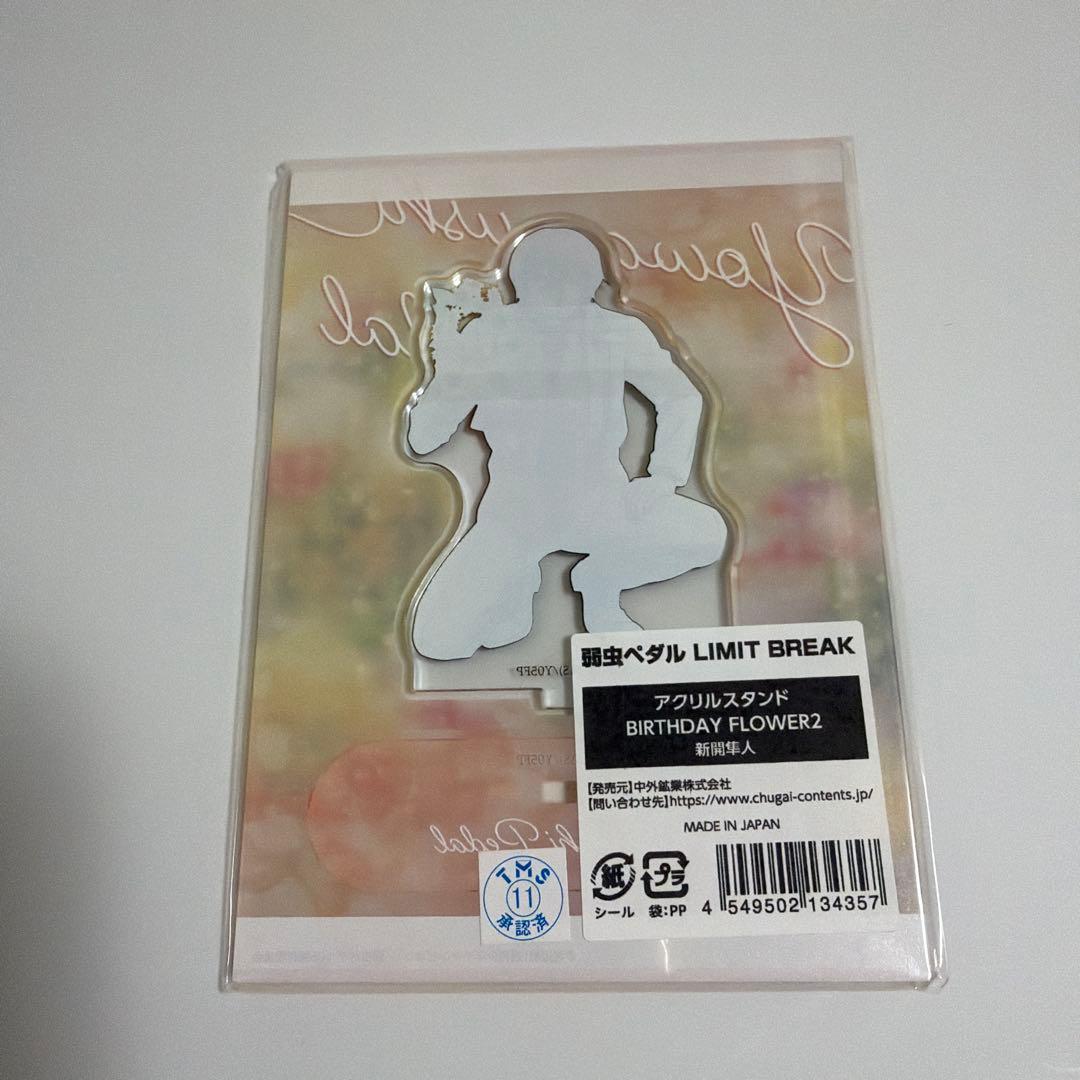 弱虫ペダル LIMIT BREAK
アクリルスタンド
BIRTHDAY FLOWER2
新開隼人
【発売元】中外鉱業株式会社
【問い合わせ先】https://www.chugai-contents.jp/
MADE IN JAPAN
紙
シール
プラ
袋:PP
4 549502 134357
TMS
11
承認済
Pedal
Y05FP
Y05FP